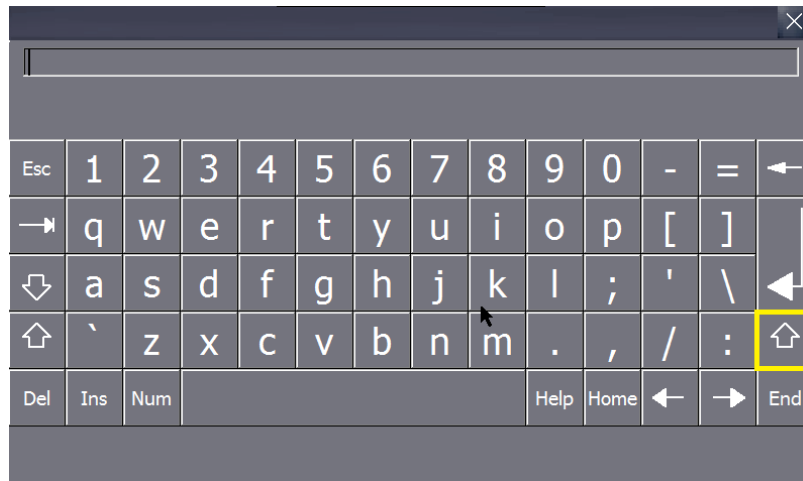 Esc 1 2 3 4 5 6 7 8 9 0 - =
q w e r t y u i o p [ ]
a s d f g h j k l ; ' \
` z x c v b n m . , / :
Del Ins Num Help Home End